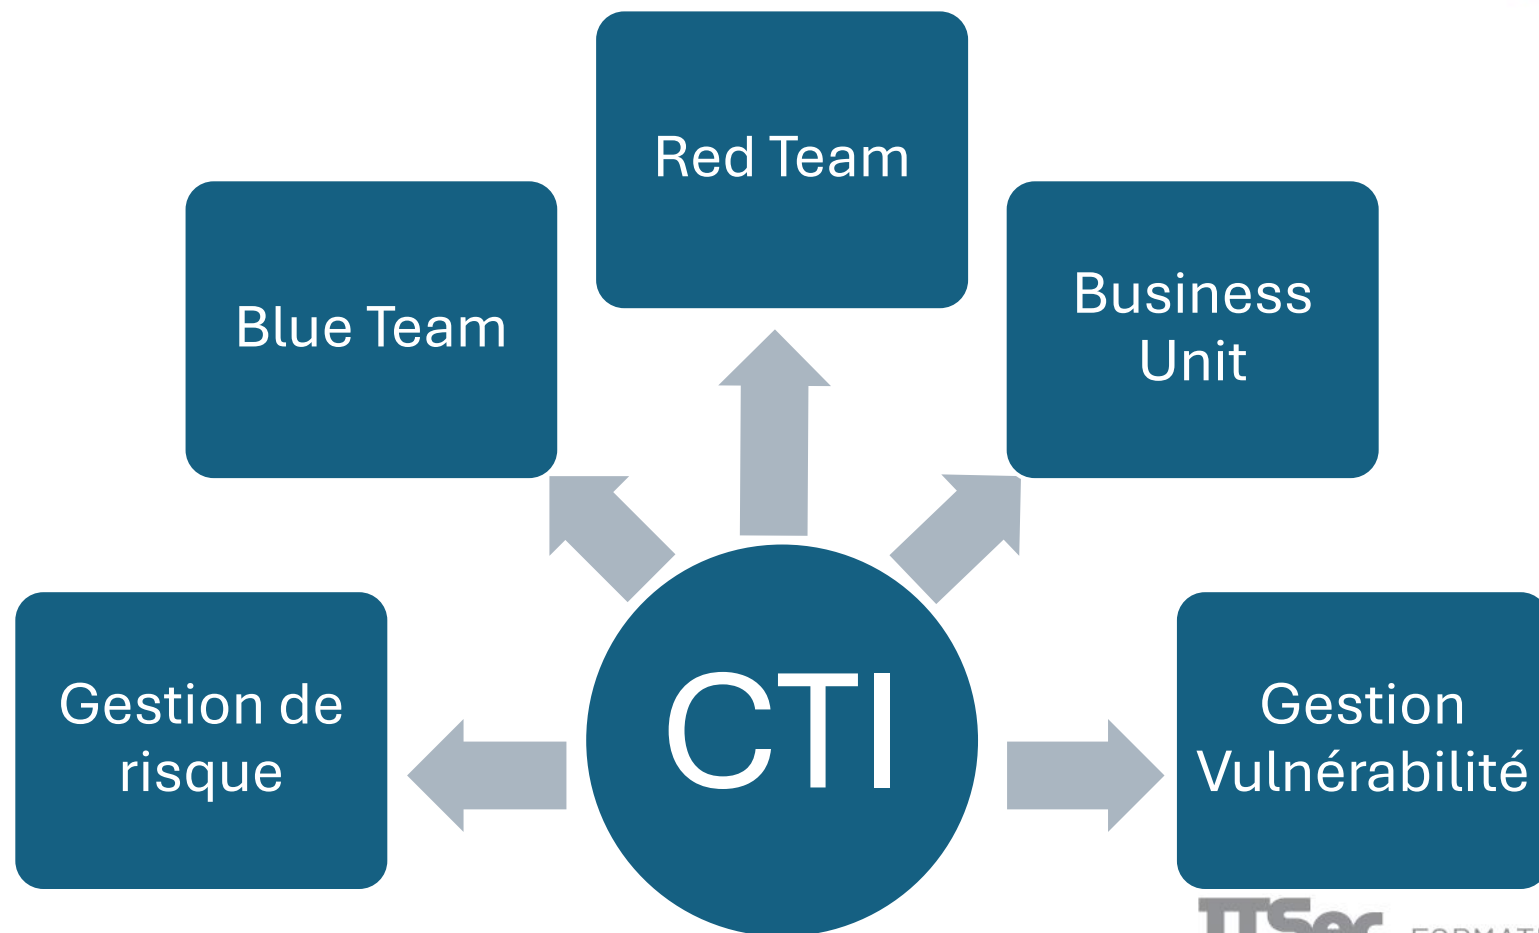 Red Team
Blue Team
Business
Unit
Gestion de
risque
CTI
Gestion
Vulnérabilité